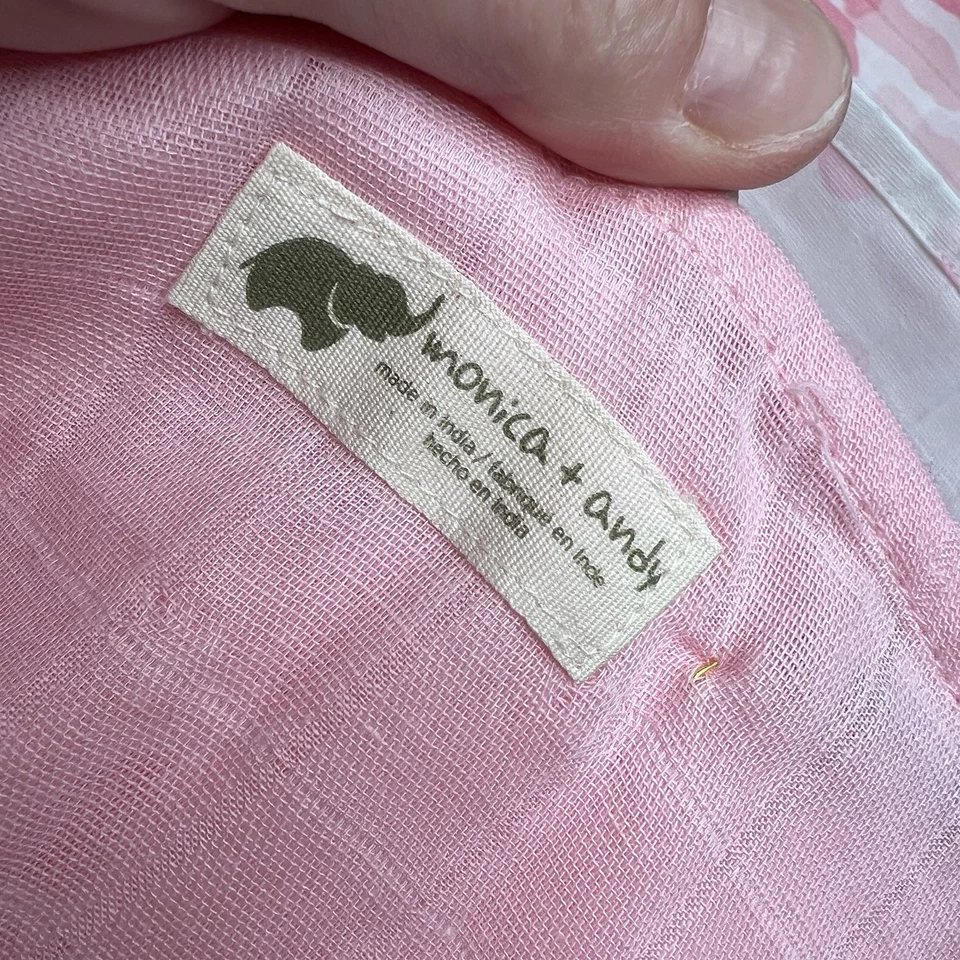 monica + andy
made in india / fabriqué en inde
hecho en india